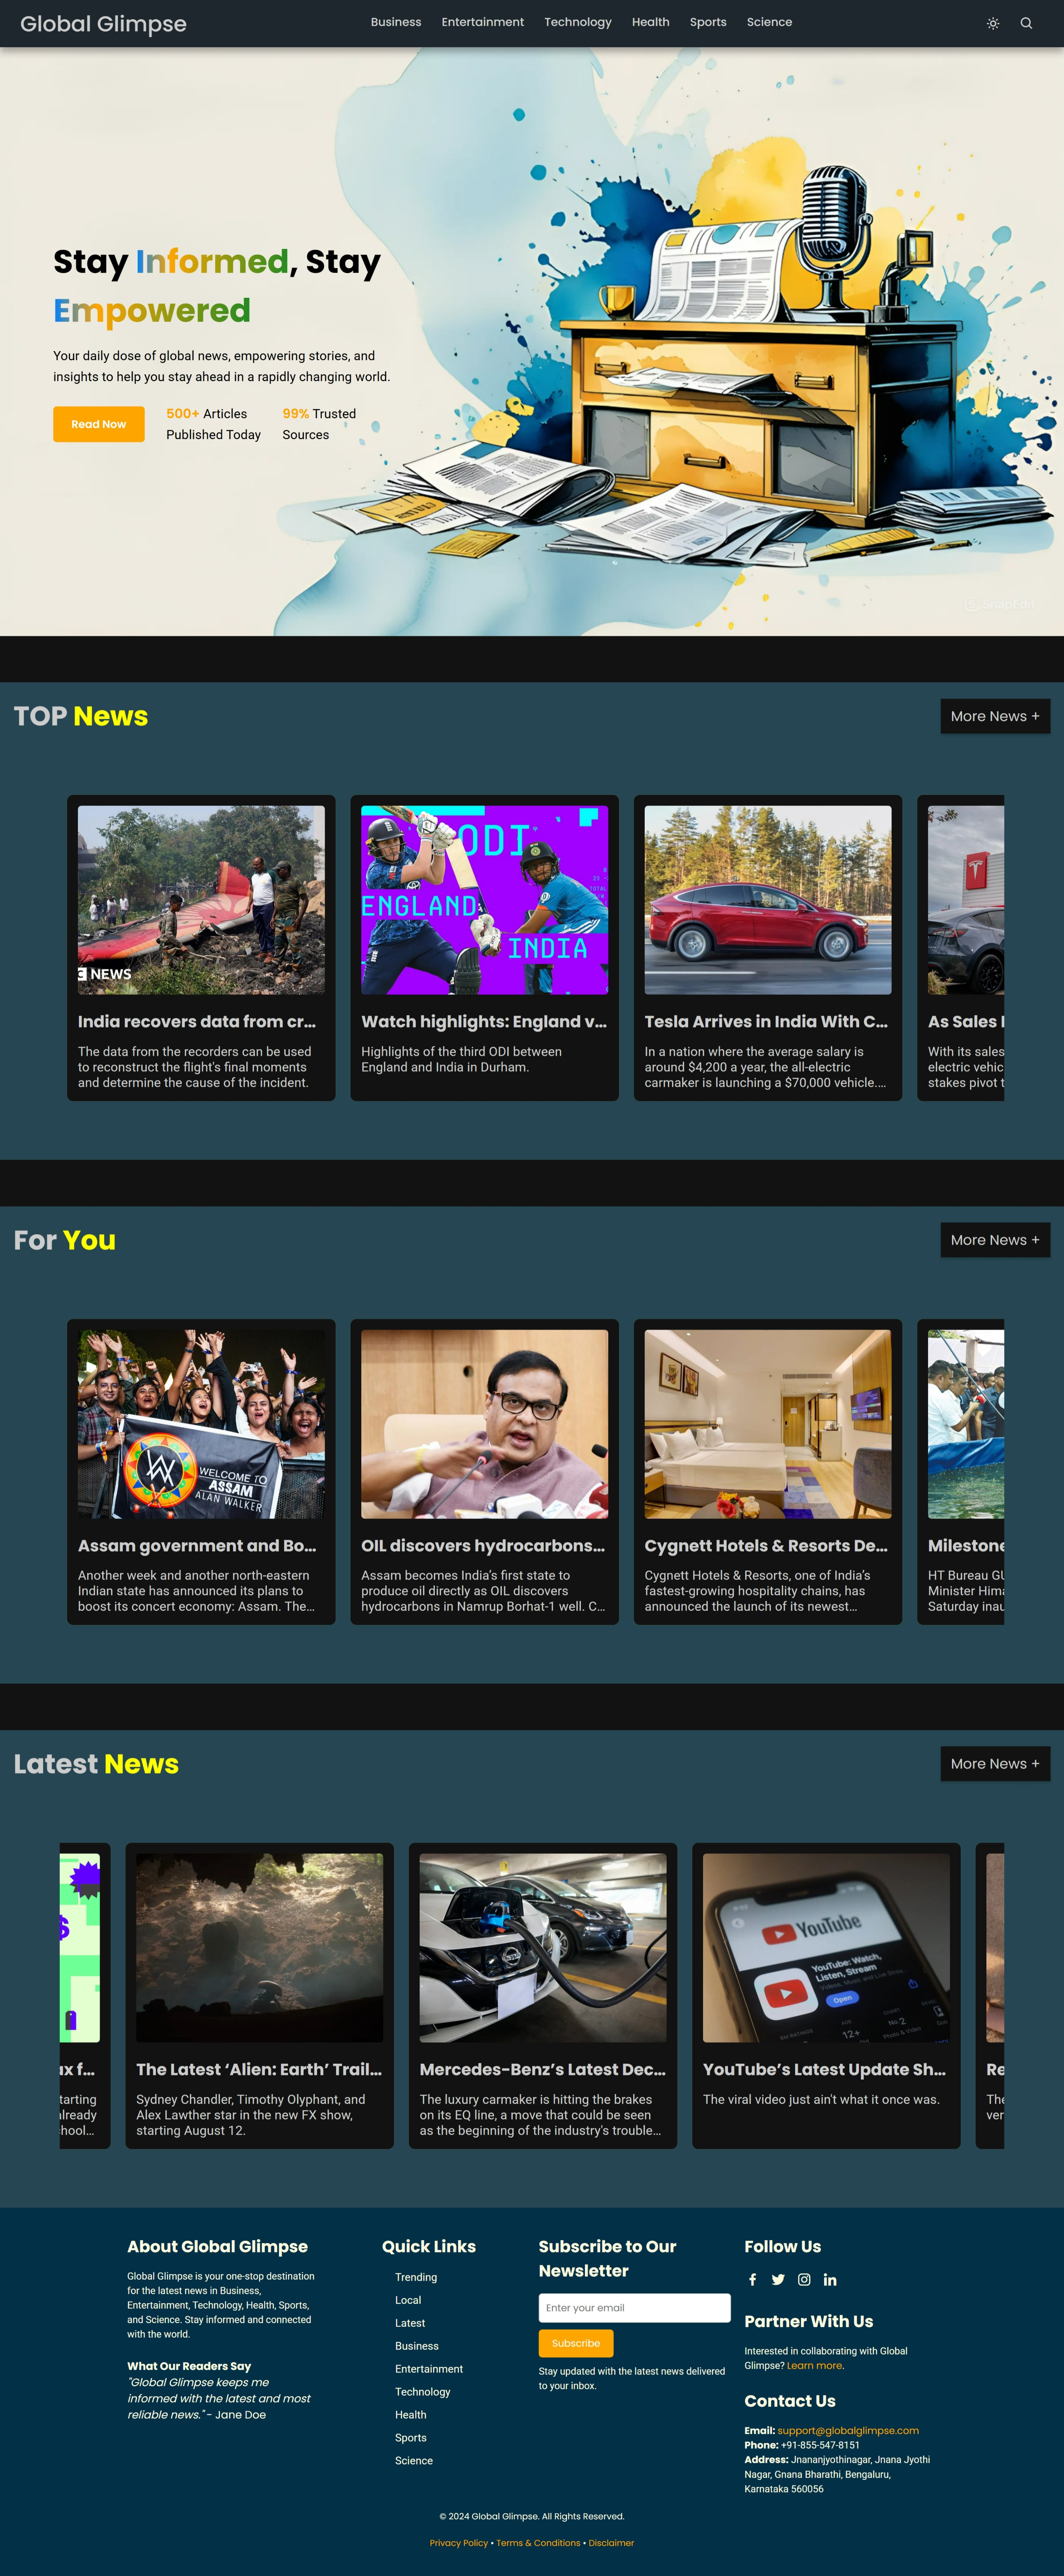 Global Glimpse
Business Entertainment Technology Health Sports Science
Stay Informed, Stay
Empowered
Your daily dose of global news, empowering stories, and
insights to help you stay ahead in a rapidly changing world.
Read Now
500+ Articles
Published Today
99% Trusted
Sources
SnapEdit
TOP News
More News +
NEWS
India recovers data from cr...
The data from the recorders can be used
to reconstruct the flight's final moments
and determine the cause of the incident.
ODI
ENGLAND
INDIA
Watch highlights: England v...
Highlights of the third ODI between
England and India in Durham.
Tesla Arrives in India With C...
In a nation where the average salary is
around $4,200 a year, the all-electric
carmaker is launching a $70,000 vehicle....
As Sales
With its sales
electric vehic
stakes pivot t
For You
More News +
WELCOME TO
ASSAM
ALAN WALKER
Assam government and Bo...
Another week and another north-eastern
Indian state has announced its plans to
boost its concert economy: Assam. The...
OIL discovers hydrocarbons...
Assam becomes India’s first state to
produce oil directly as OIL discovers
hydrocarbons in Namrup Borhat-1 well. C...
Cygnett Hotels & Resorts De...
Cygnett Hotels & Resorts, one of India’s
fastest-growing hospitality chains, has
announced the launch of its newest...
Milestone
HT Bureau GU
Minister Hima
Saturday inau
Latest News
More News +
$
ax f...
tarting
already
hool...
The Latest ‘Alien: Earth’ Trail...
Sydney Chandler, Timothy Olyphant, and
Alex Lawther star in the new FX show,
starting August 12.
Mercedes-Benz’s Latest Dec...
The luxury carmaker is hitting the brakes
on its EQ line, a move that could be seen
as the beginning of the industry's trouble...
YouTube
YouTube: Watch,
Listen, Stream
Open
12+
No.2
Photo & Video
YouTube’s Latest Update Sh...
The viral video just ain't what it once was.
Re
The
ver
About Global Glimpse
Global Glimpse is your one-stop destination
for the latest news in Business,
Entertainment, Technology, Health, Sports,
and Science. Stay informed and connected
with the world.
What Our Readers Say
"Global Glimpse keeps me
informed with the latest and most
reliable news." - Jane Doe
Quick Links
Trending
Local
Latest
Business
Entertainment
Technology
Health
Sports
Science
Subscribe to Our
Newsletter
Enter your email
Subscribe
Stay updated with the latest news delivered
to your inbox.
Follow Us
Partner With Us
Interested in collaborating with Global
Glimpse? Learn more.
Contact Us
Email: support@globalglimpse.com
Phone: +91-855-547-8151
Address: Jnananjyothinagar, Jnana Jyothi
Nagar, Gnana Bharathi, Bengaluru,
Karnataka 560056
© 2024 Global Glimpse. All Rights Reserved.
Privacy Policy • Terms & Conditions • Disclaimer